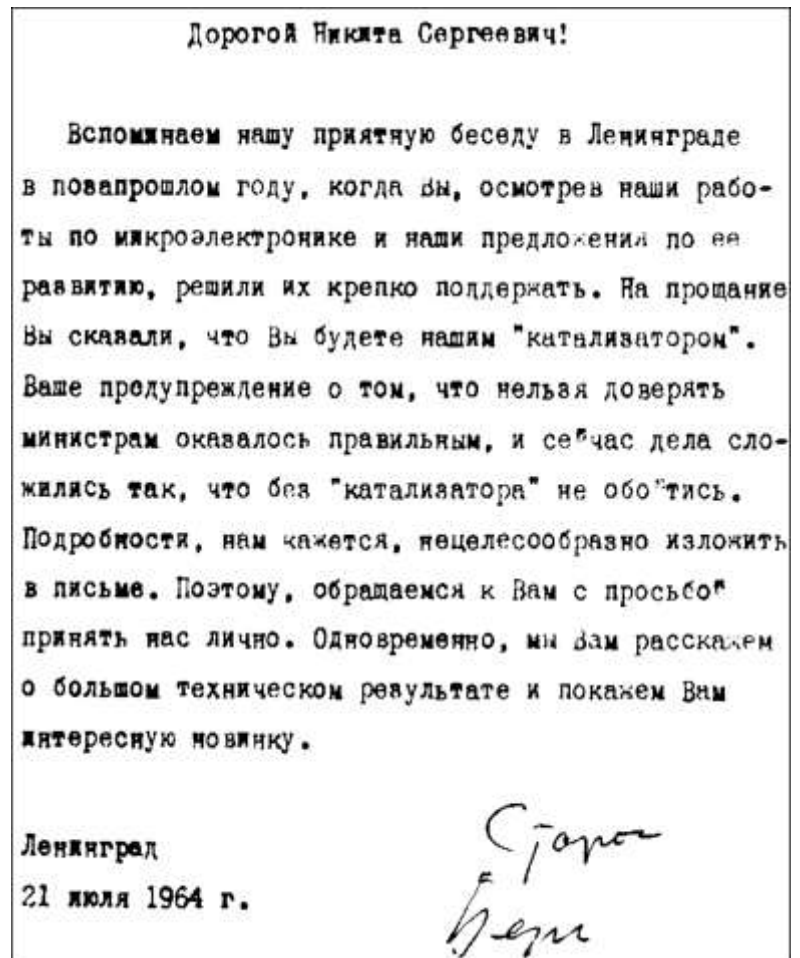 Дорогой Никита Сергеевич!
Вспоминаем нашу приятную беседу в Ленинграде
в позапрошлом году, когда Вы, осмотрев наши рабо-
ты по микроэлектронике и наши предложения по ее
развитию, решили их крепко поддержать. На прощание
Вы сказали, что Вы будете нашим "катализатором".
Ваше предупреждение о том, что нельзя доверять
министрам оказалось правильным, и сейчас дела сло-
жились так, что без "катализатора" не обойтись.
Подробности, нам кажется, нецелесообразно изложить
в письме. Поэтому, обращаемся к Вам с просьбой
принять нас лично. Одновременно, мы Вам расскажем
о большом техническом результате и покажем Вам
интересную новинку.
Старос
Ленинград
21 июля 1964 г.
Берг